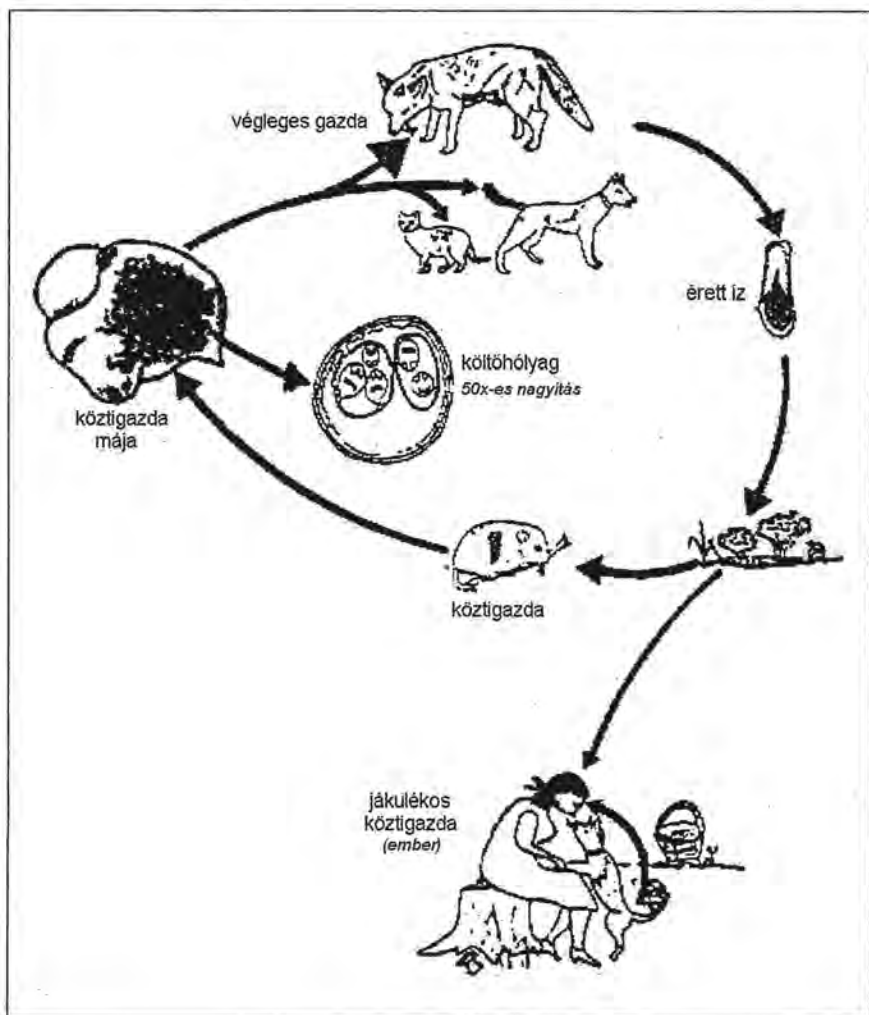 végleges gazda
érett íz
költőhólyag
50x-es nagyítás
köztigazda
mája
köztigazda
jákulékos
köztigazda
(ember)